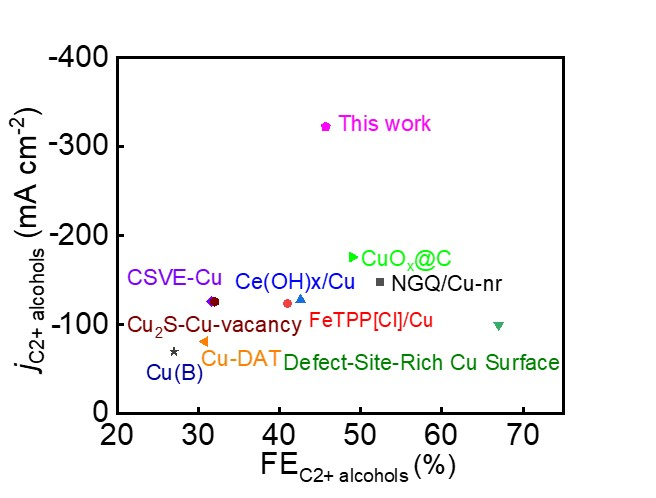 -400
This work
-300
-200
CuOx@C
CSVE-Cu
Ce(OH)x/Cu
NGQ/Cu-nr
-100
Cu2S-Cu-vacancy
FeTPP[Cl]/Cu
Cu-DAT
Defect-Site-Rich Cu Surface
Cu(B)
0
20 30 40 50 60 70
FEC2+ alcohols (%)
jC2+ alcohols (mA cm-2)